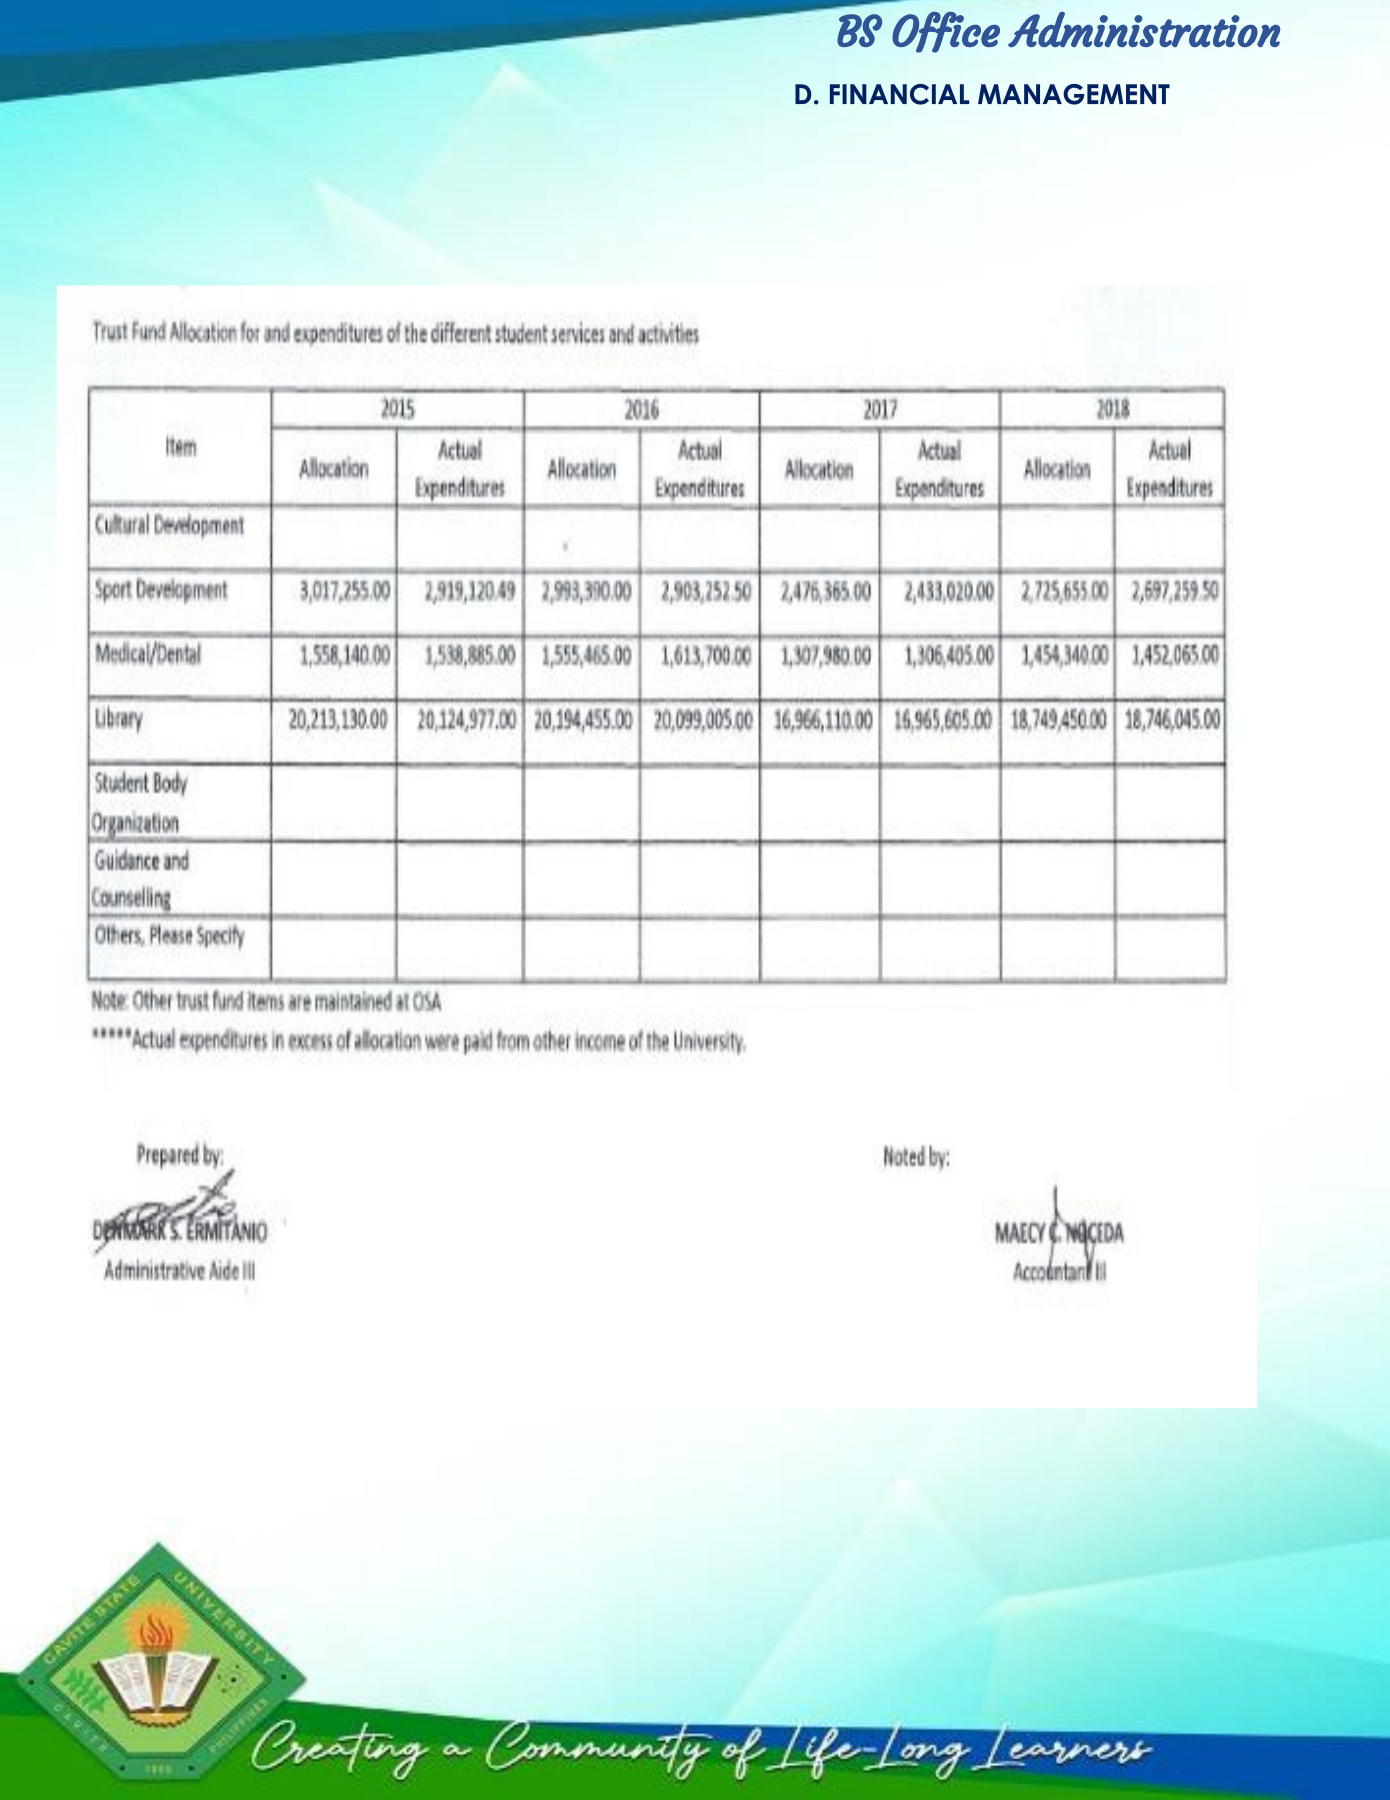 BS Office Administration
D. FINANCIAL MANAGEMENT
Trust Fund Allocation for and expenditures of the different student services and activities
Item 2015 2016 2017 2018
Allocation Actual Expenditures Allocation Actual Expenditures Allocation Actual Expenditures Allocation Actual Expenditures
Cultural Development
Sport Development 3,017,255.00 2,919,120.49 2,993,390.00 2,903,252.50 2,476,365.00 2,433,020.00 2,725,655.00 2,697,259.50
Medical/Dental 1,558,140.00 1,538,885.00 1,555,465.00 1,613,700.00 1,307,980.00 1,306,405.00 1,454,340.00 1,452,065.00
Library 20,213,130.00 20,124,977.00 20,194,455.00 20,099,005.00 16,966,110.00 16,965,605.00 18,749,450.00 18,746,045.00
Student Body
Organization
Guidance and
Counselling
Others, Please Specify
Note: Other trust fund items are maintained at OSA
*****Actual expenditures in excess of allocation were paid from other income of the University.
Prepared by: Noted by:
DENMARK S. ERMITANIO MAECY C. NOCEDA
Administrative Aide III Accountant III
CAVITE STATE UNIVERSITY
CAVITE PHILIPPINES
1906
Creating a Community of Life-Long Learners